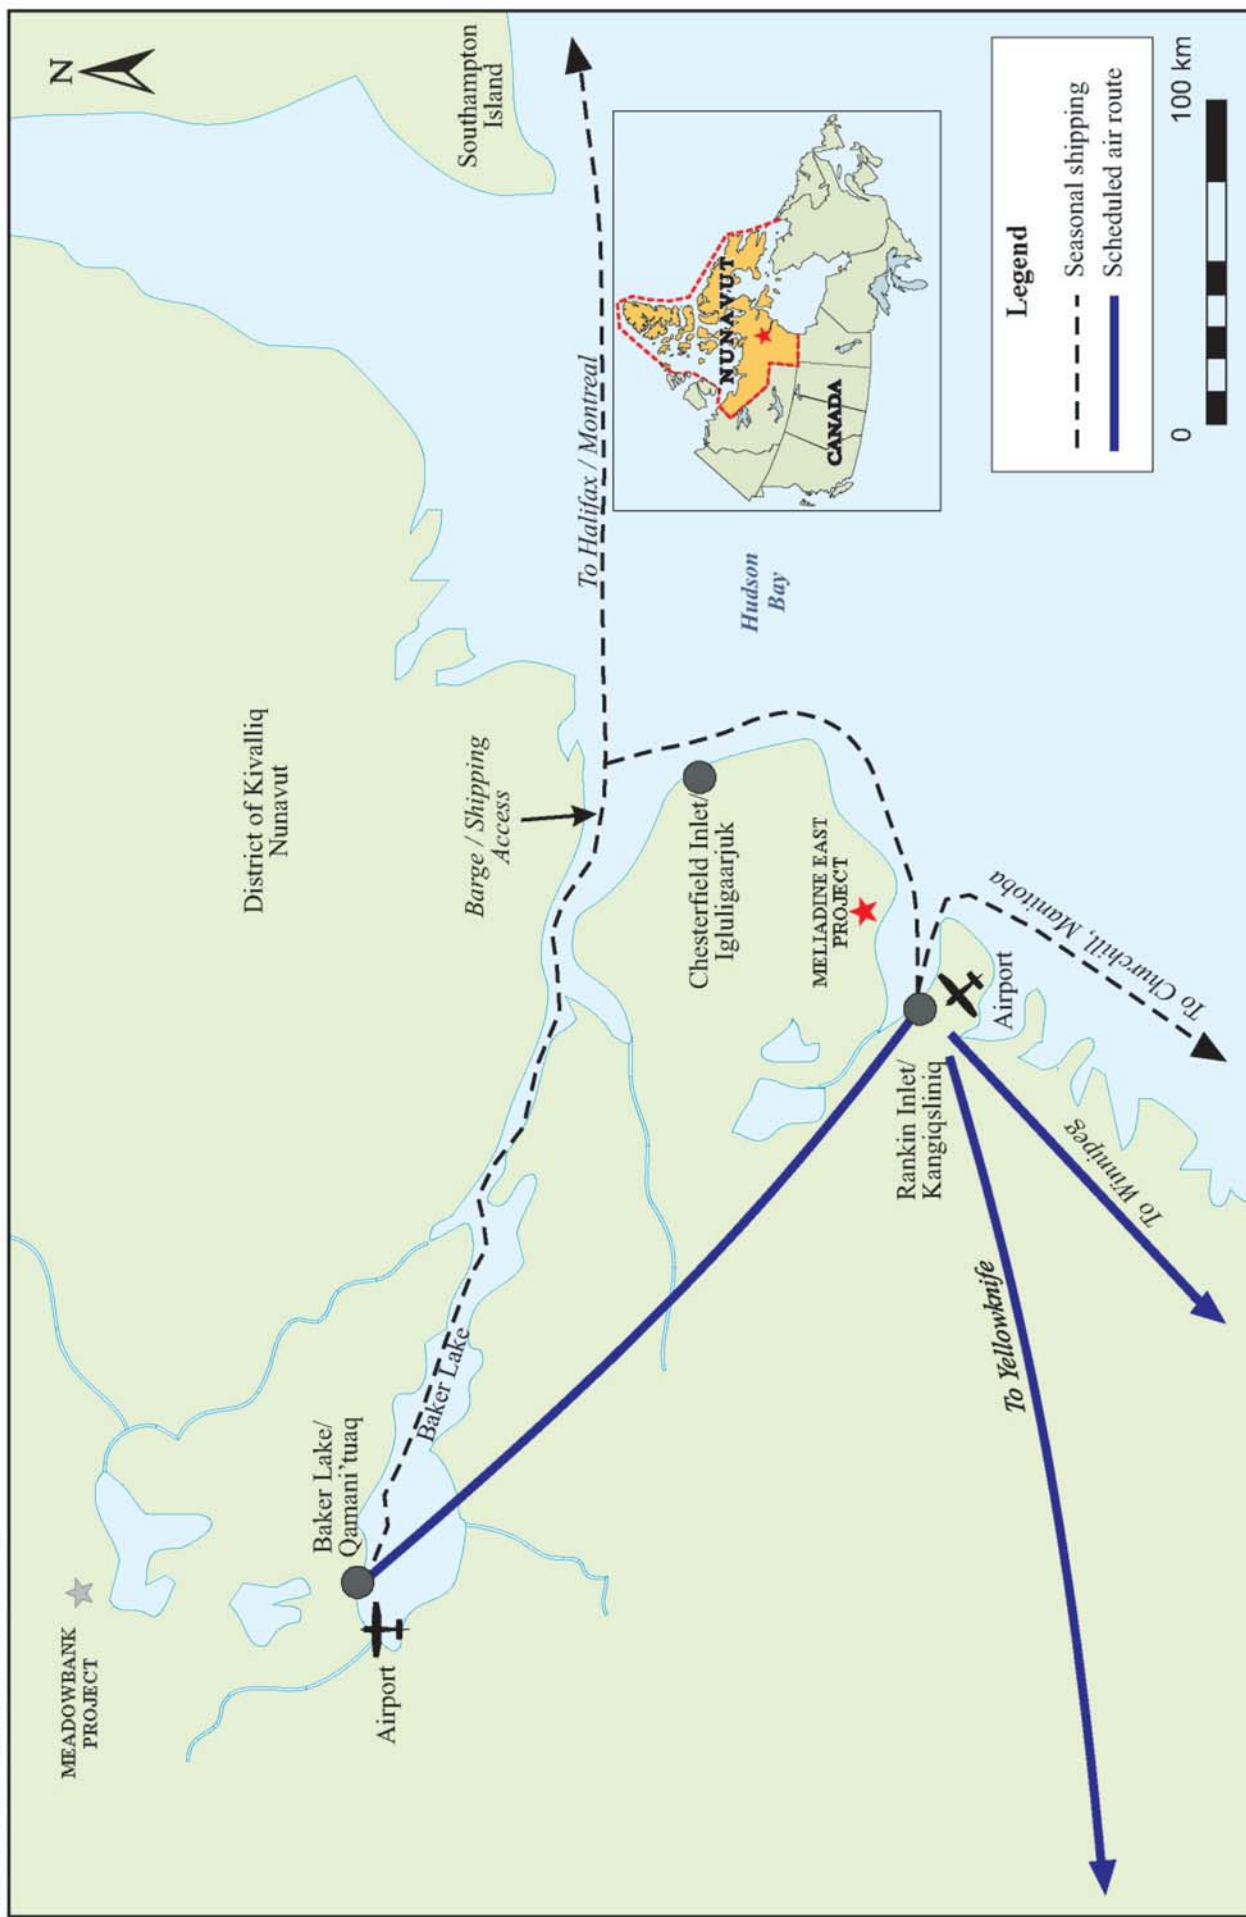 N
Southampton
Island
District of Kivalliq
Nunavut
MEADOWBANK
PROJECT
Baker Lake/
Qamani'tuaq
Airport
Baker Lake
Barge / Shipping
Access
To Halifax / Montreal
Chesterfield Inlet/
Igluligaarjuk
Hudson
Bay
MELIADINE EAST
PROJECT
Rankin Inlet/
Kangiqsliniq
Airport
To Churchill, Manitoba
To Winnipeg
To Yellowknife
NUNAVUT
CANADA
Legend
Seasonal shipping
Scheduled air route
0
100 km